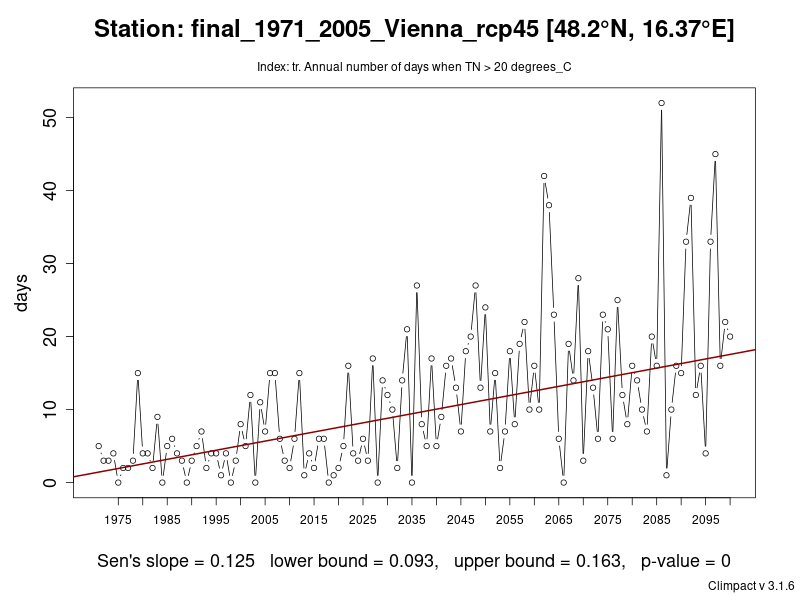 Station: final_1971_2005_Vienna_rcp45 [48.2°N, 16.37°E]
Index: tr. Annual number of days when TN > 20 degrees_C
50
40
30
20
10
0
days
1975 1985 1995 2005 2015 2025 2035 2045 2055 2065 2075 2085 2095
Sen's slope = 0.125 lower bound = 0.093, upper bound = 0.163, p-value = 0
Climpact v 3.1.6